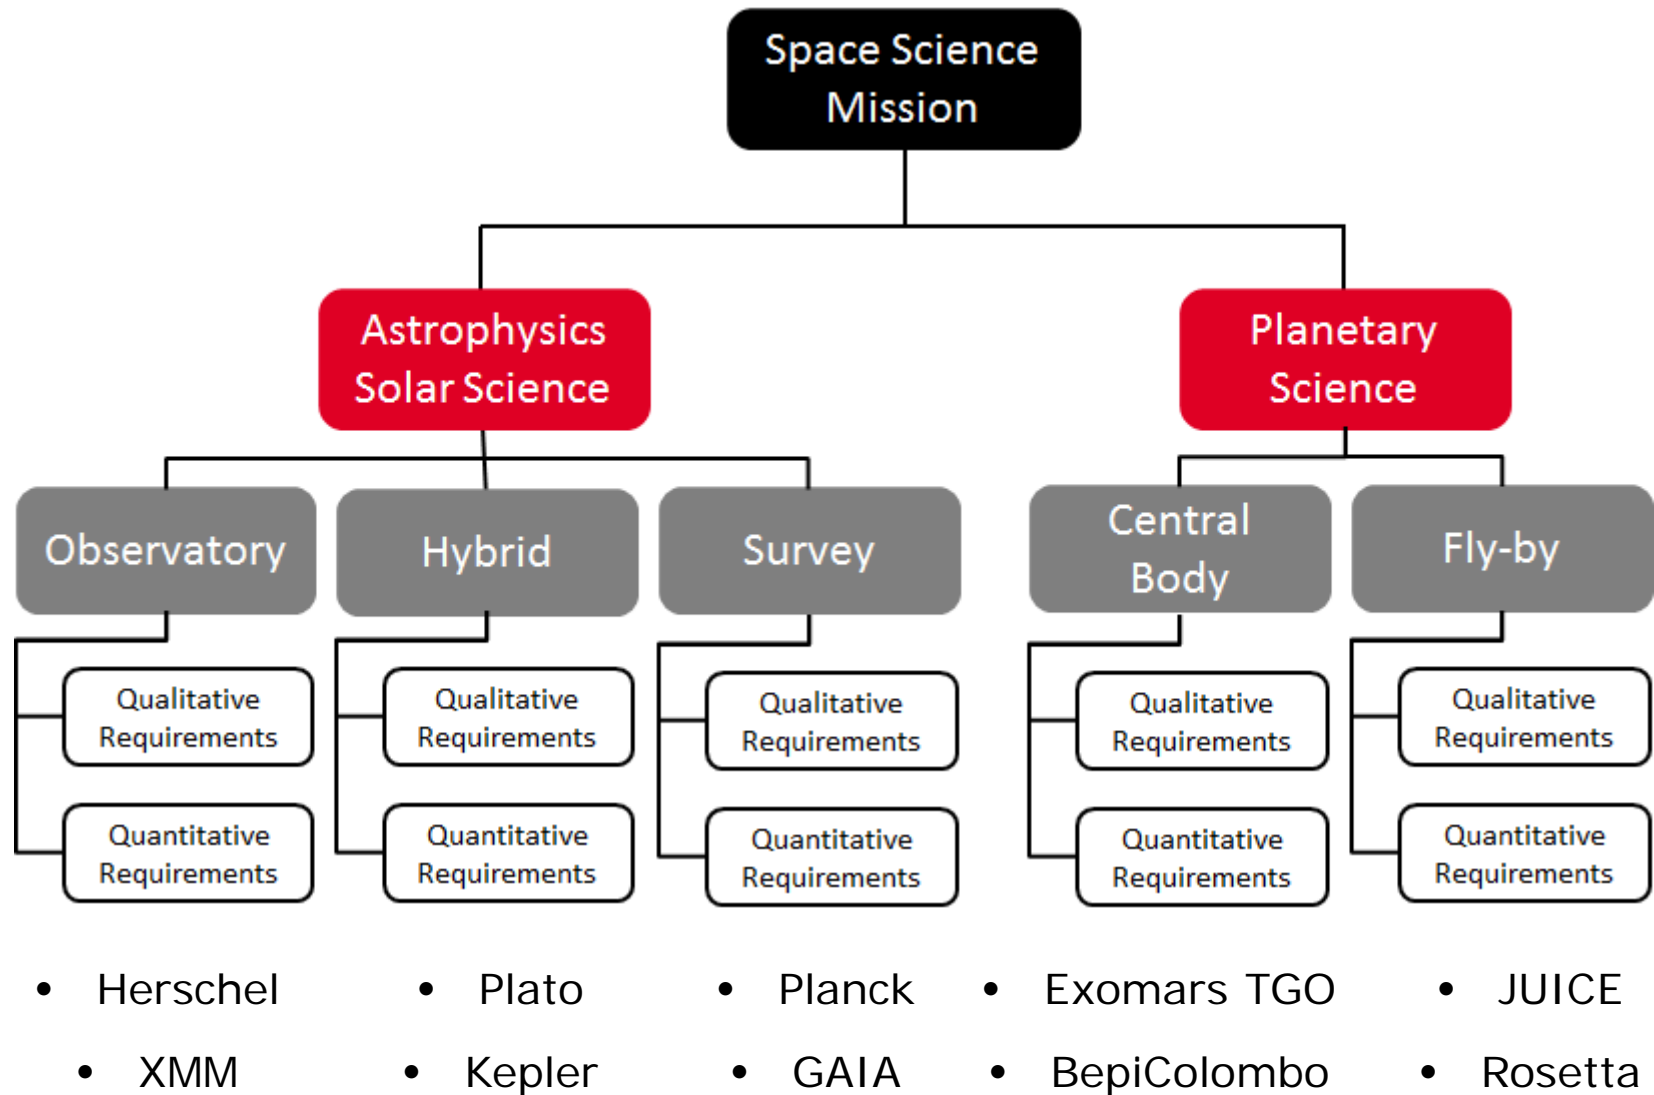 Space Science
Mission
Astrophysics
Solar Science
Planetary
Science
Observatory
Hybrid
Survey
Central
Body
Fly-by
Qualitative
Requirements
Qualitative
Requirements
Qualitative
Requirements
Qualitative
Requirements
Qualitative
Requirements
Quantitative
Requirements
Quantitative
Requirements
Quantitative
Requirements
Quantitative
Requirements
Quantitative
Requirements
• Herschel
• Plato
• Planck
• Exomars TGO
• JUICE
• XMM
• Kepler
• GAIA
• BepiColombo
• Rosetta